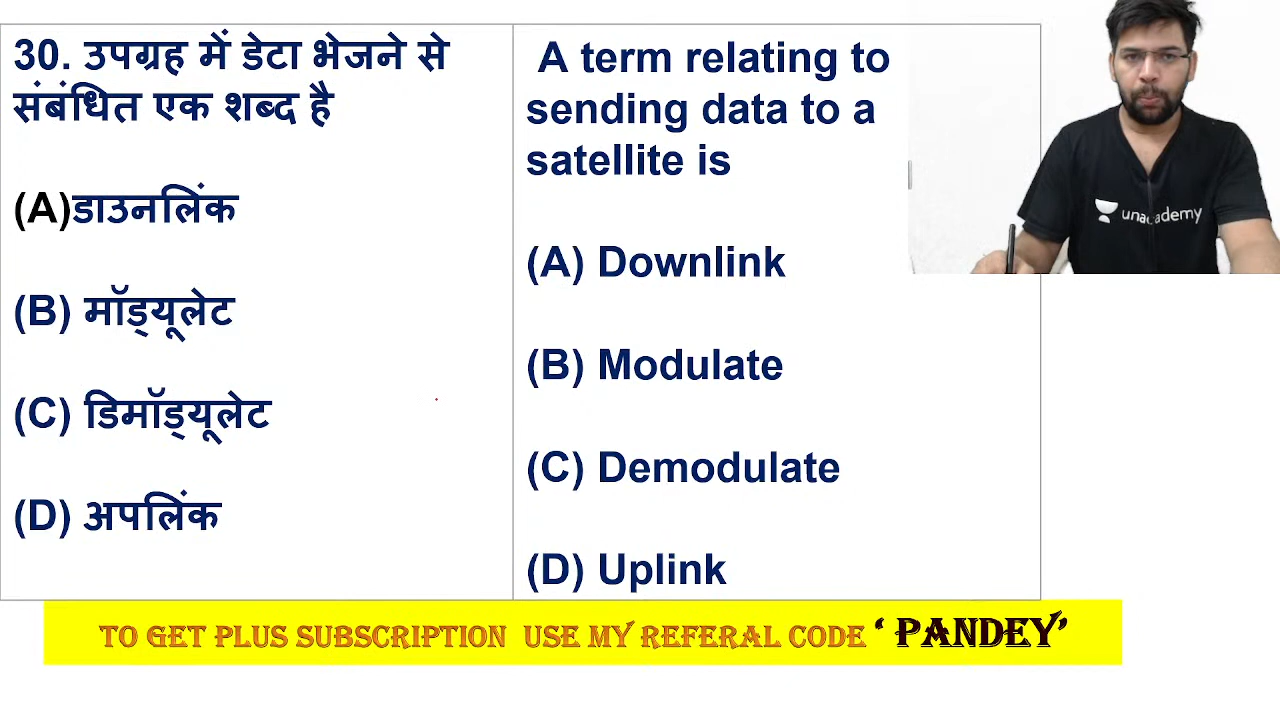 30. उपग्रह में डेटा भेजने से
संबंधित एक शब्द है
(A)डाउनलिंक
(B) मॉड्यूलेट
(C) डिमॉड्यूलेट
(D) अपलिंक
A term relating to
sending data to a
satellite is
(A) Downlink
(B) Modulate
(C) Demodulate
(D) Uplink
unacademy
TO GET PLUS SUBSCRIPTION USE MY REFERAL CODE ‘ PANDEY’